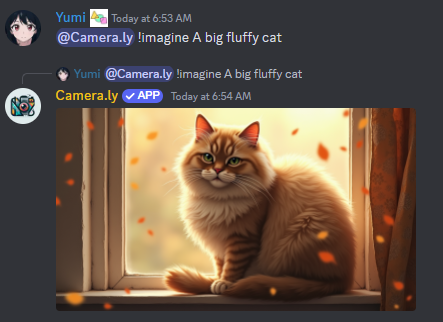 Yumi Today at 6:53 AM
@Camera.ly !imagine A big fluffy cat
Yumi @Camera.ly !imagine A big fluffy cat
Camera.ly ✓ APP Today at 6:54 AM